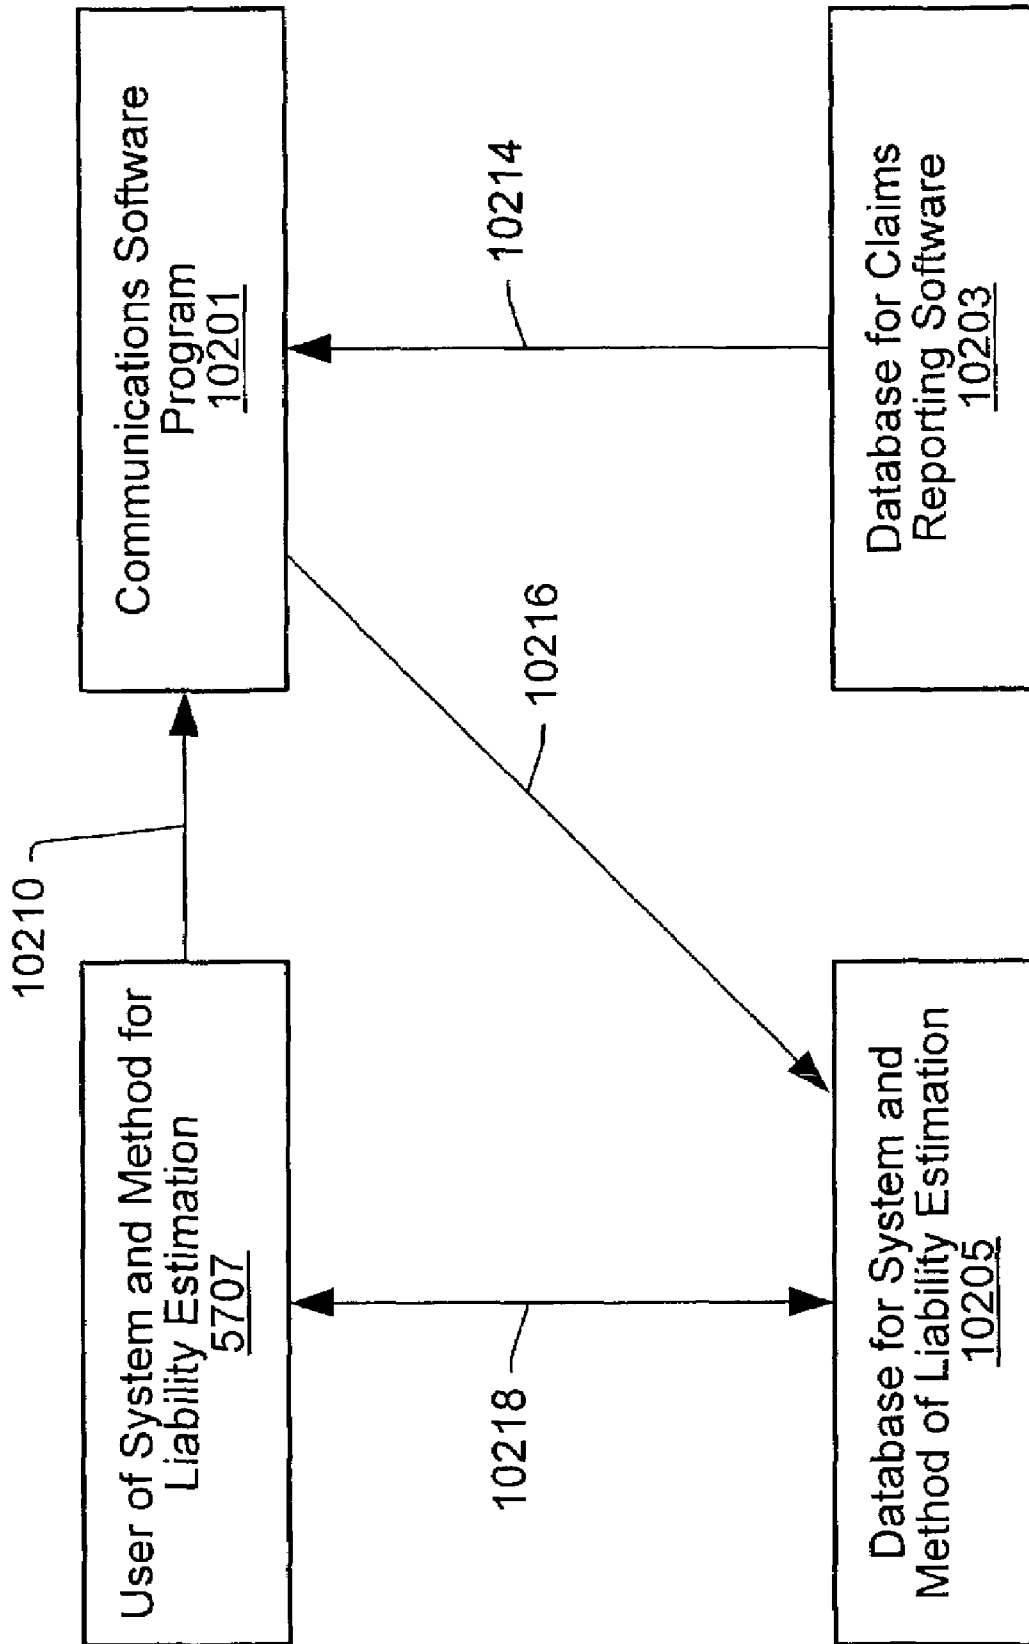 10210
User of System and Method for
Liability Estimation
5707
Communications Software
Program
10201
10218
10216
10214
Database for System and
Method of Liability Estimation
10205
Database for Claims
Reporting Software
10203